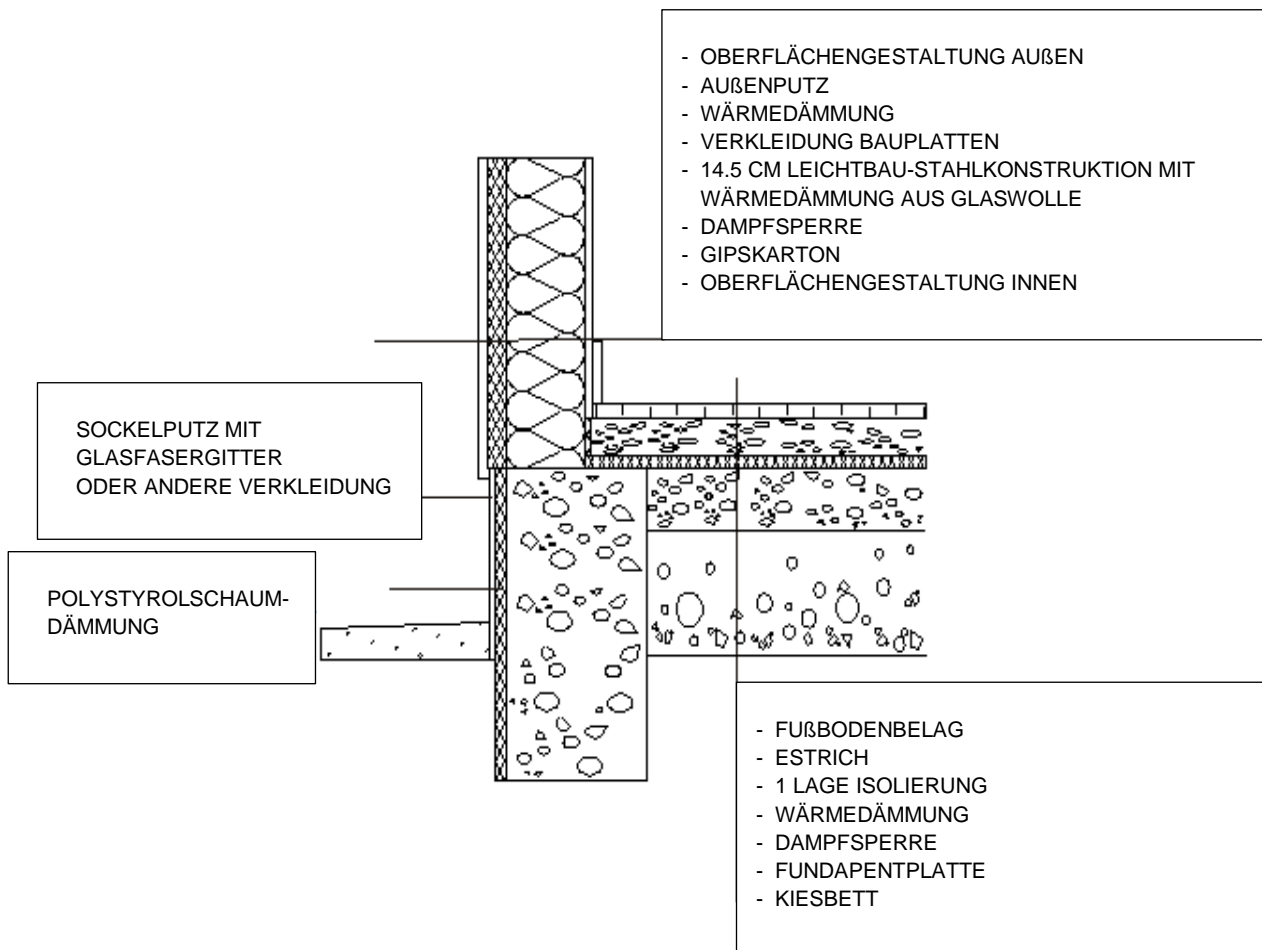 - OBERFLÄCHENGESTALTUNG AUßEN
- AUßENPUTZ
- WÄRMEDÄMMUNG
- VERKLEIDUNG BAUPLATTEN
- 14.5 CM LEICHTBAU-STAHLKONSTRUKTION MIT
WÄRMEDÄMMUNG AUS GLASWOLLE
- DAMPFSPERRE
- GIPSKARTON
- OBERFLÄCHENGESTALTUNG INNEN
SOCKELPUTZ MIT
GLASFASERGITTER
ODER ANDERE VERKLEIDUNG
POLYSTYROLSCHAUM-
DÄMMUNG
- FUßBODENBELAG
- ESTRICH
- 1 LAGE ISOLIERUNG
- WÄRMEDÄMMUNG
- DAMPFSPERRE
- FUNDAPENTPLATTE
- KIESBETT